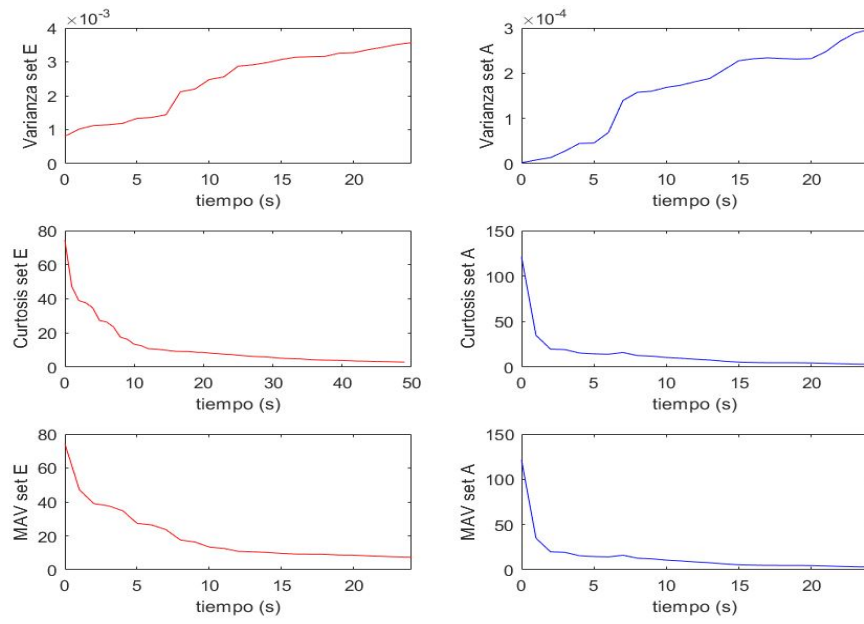 ×10-3
4
3
2
1
0
Varianza set E
0 5 10 15 20
tiempo (s)
×10-4
3
2
1
0
Varianza set A
0 5 10 15 20
tiempo (s)
80
60
40
20
0
Curtosis set E
0 10 20 30 40 50
tiempo (s)
150
100
50
0
Curtosis set A
0 5 10 15 20
tiempo (s)
80
60
40
20
0
MAV set E
0 5 10 15 20
tiempo (s)
150
100
50
0
MAV set A
0 5 10 15 20
tiempo (s)